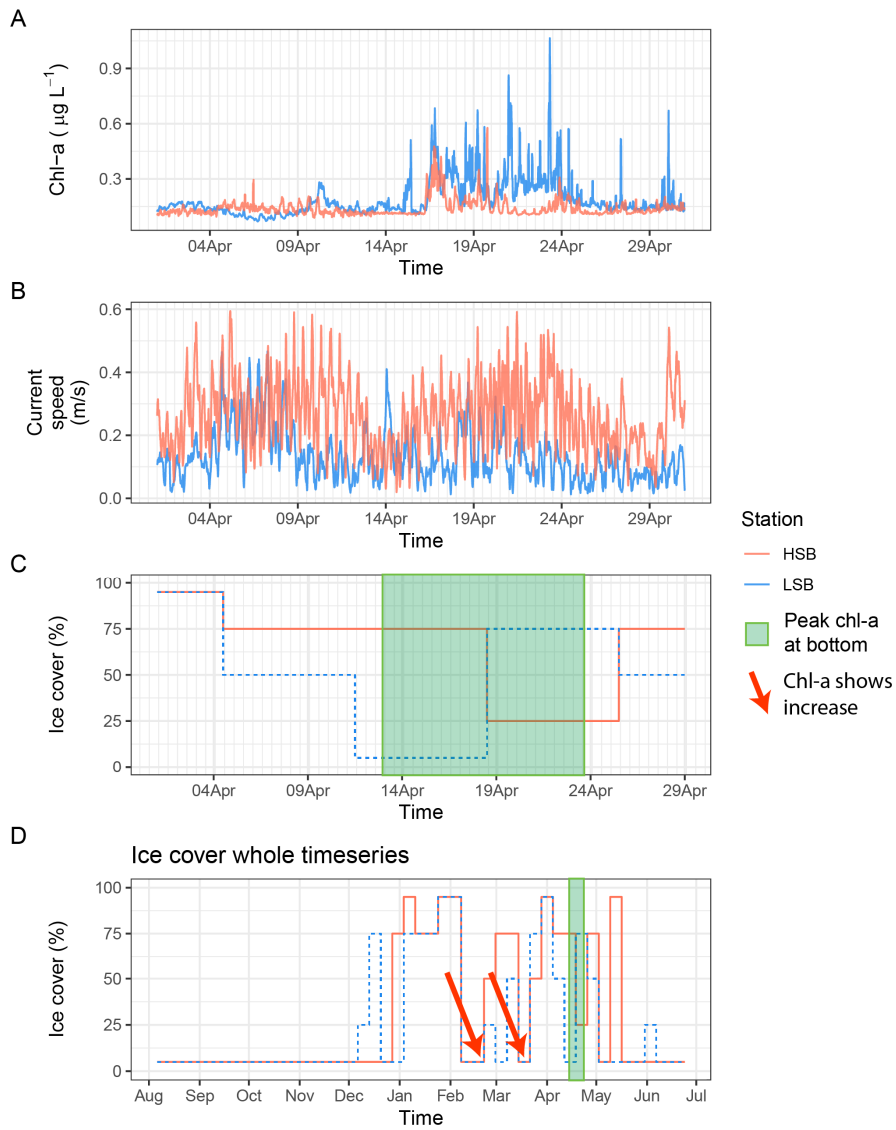 A
Chl−a ( μg L⁻¹)
0.9
0.6
0.3
04Apr 09Apr 14Apr 19Apr 24Apr 29Apr
Time
B
Current
speed
(m/s)
0.6
0.4
0.2
0.0
04Apr 09Apr 14Apr 19Apr 24Apr 29Apr
Time
Station
HSB
LSB
Peak chl-a
at bottom
Chl-a shows
increase
C
Ice cover (%)
100
75
50
25
0
04Apr 09Apr 14Apr 19Apr 24Apr 29Apr
Time
D
Ice cover whole timeseries
Ice cover (%)
100
75
50
25
0
Aug Sep Oct Nov Dec Jan Feb Mar Apr May Jun Jul
Time